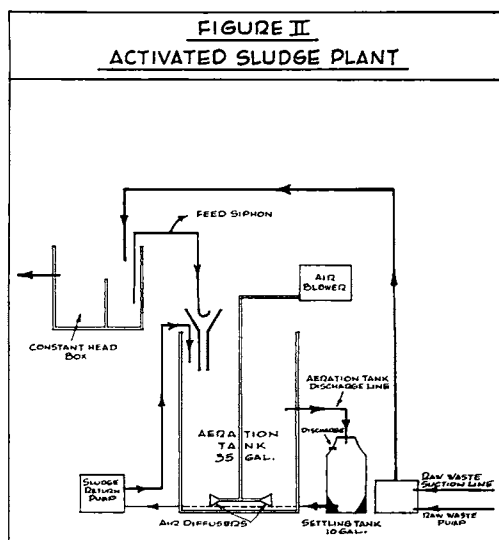 FIGURE II
ACTIVATED SLUDGE PLANT
FEED SIPHON
AIR
BLOWER
CONSTANT HEAD
BOX
AERATION TANK
DISCHARGE LINE
AERATION
TANK
35 GAL.
DISCHARGE
SLUDGE
RETURN
PUMP
RAW WASTE
SUCTION LINE
RAW WASTE
PUMP
AIR DIFFUSERS
SETTLING TANK
10 GAL.